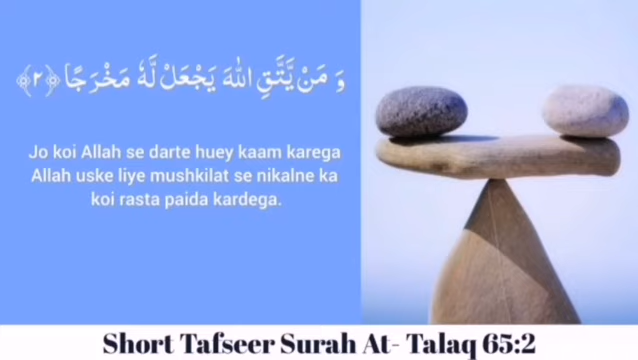 وَ مَنْ يَّتَّقِ اللّٰهَ يَجْعَلْ لَّهٗ مَخْرَجًا ﴿۲﴾
Jo koi Allah se darte huey kaam karega
Allah uske liye mushkilat se nikalne ka
koi rasta paida kardega.
Short Tafseer Surah At- Talaq 65:2